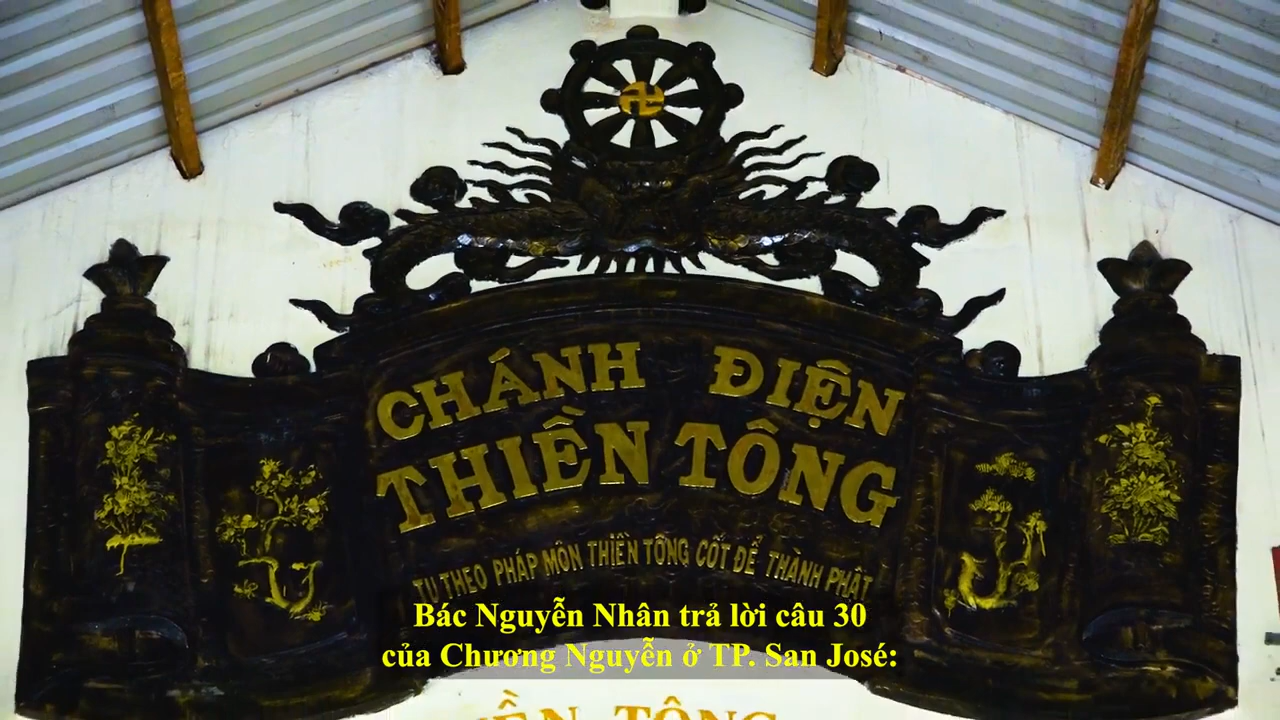 CHÁNH ĐIỆN
THIỀN TÔNG
TU THEO PHÁP MÔN THIỀN TÔNG CỐT ĐỂ THÀNH PHẬT
Bác Nguyễn Nhân trả lời câu 30
của Chương Nguyễn ở TP. San José:
TÔNG